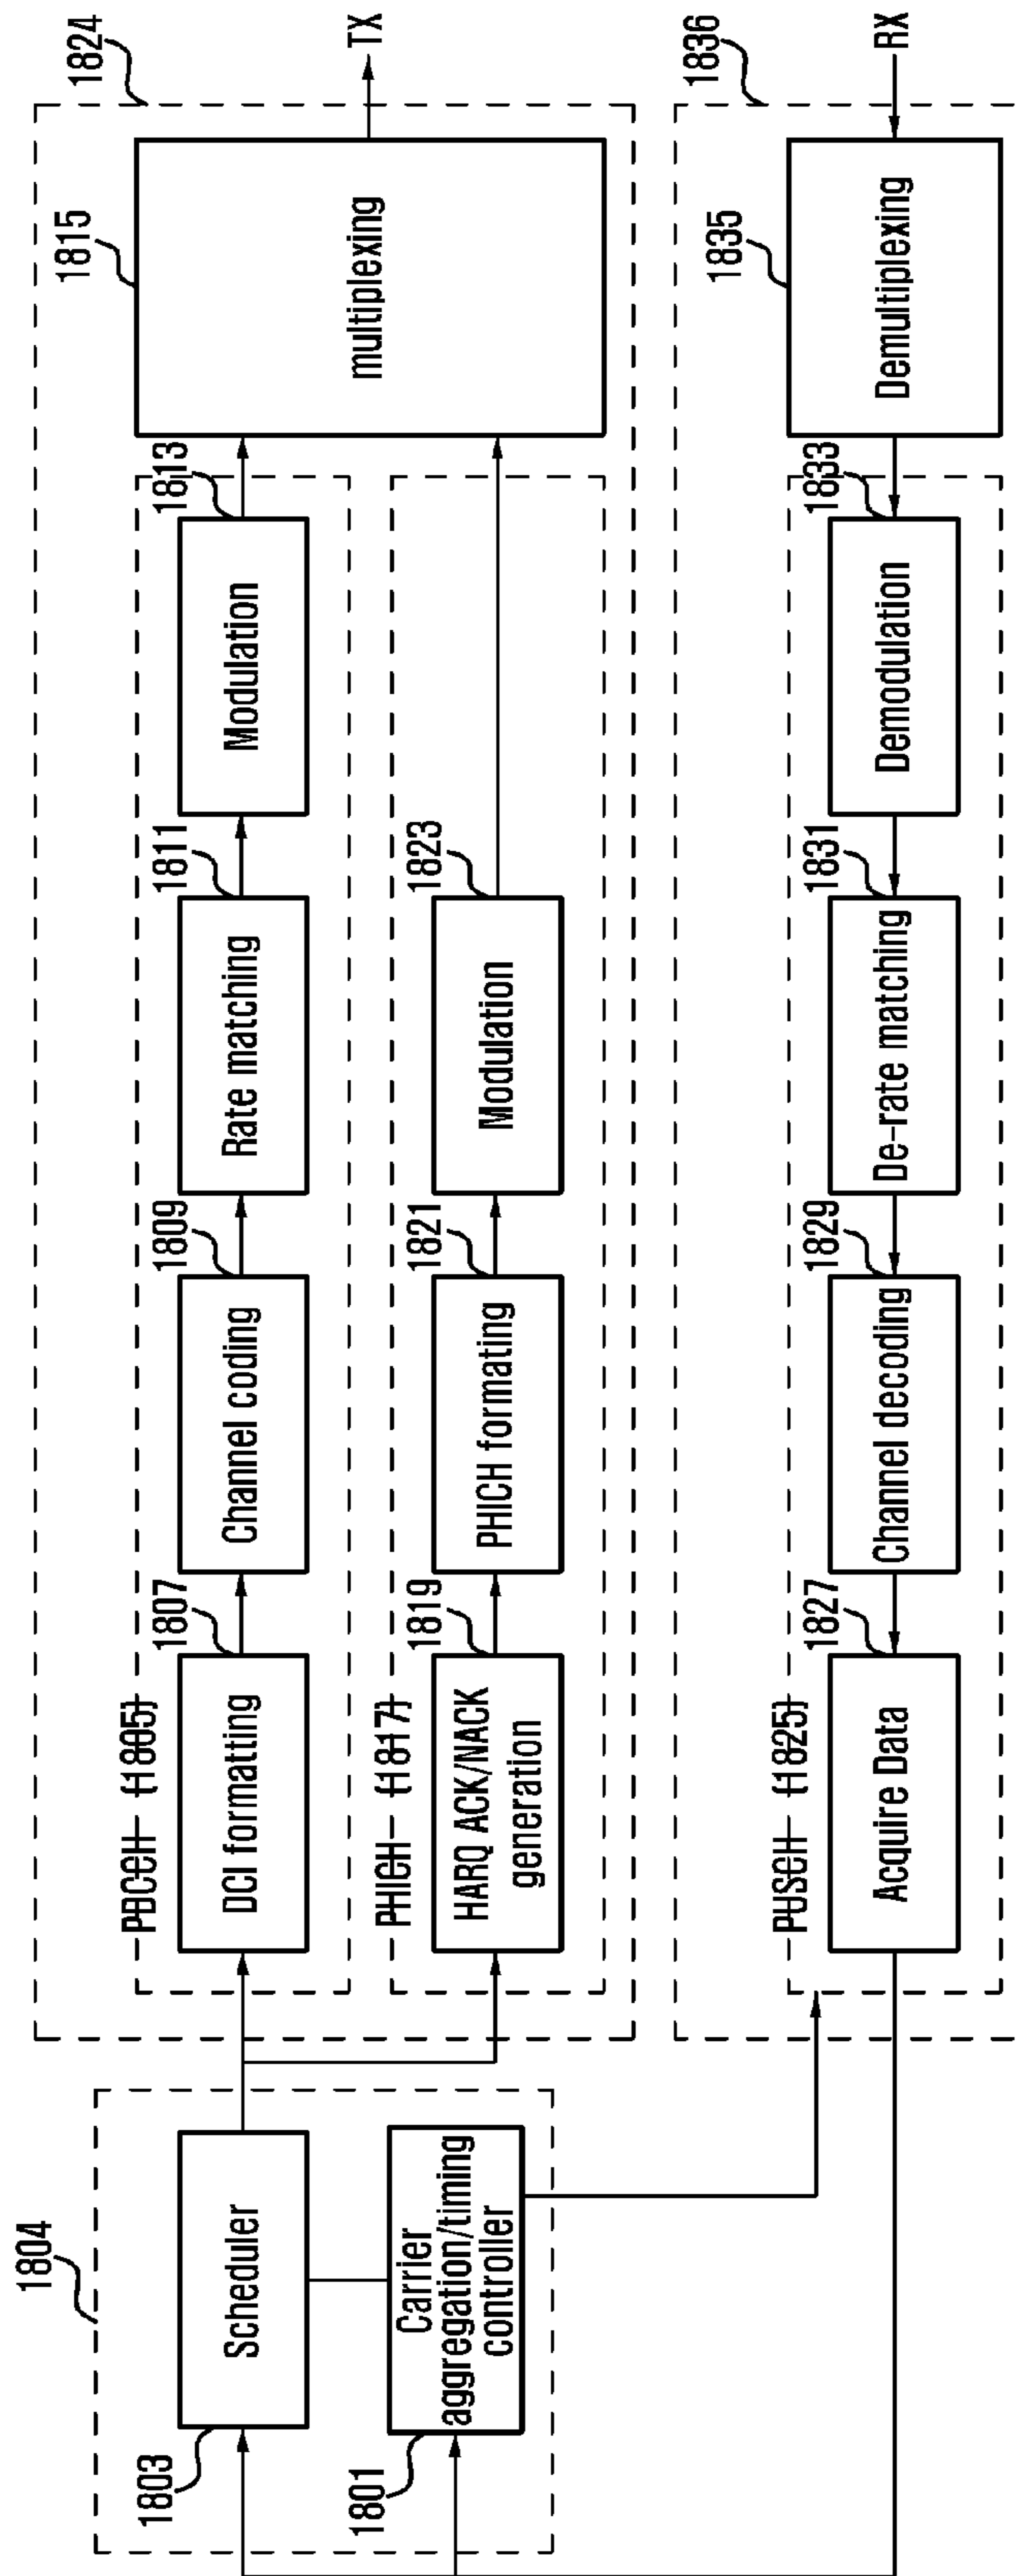 1804
1803
Scheduler
1801
Carrier
aggregation/timing
controller
1824
PDCCH (1805)
1807
DCI formatting
1809
Channel coding
1811
Rate matching
1813
Modulation
1815
multiplexing
TX
PHICH (1817)
1819
HARQ ACK/NACK
generation
1821
PHICH formating
1823
Modulation
1836
PUSCH (1825)
1827
Acquire Data
1829
Channel decoding
1831
De-rate matching
1833
Demodulation
1835
Demultiplexing
RX